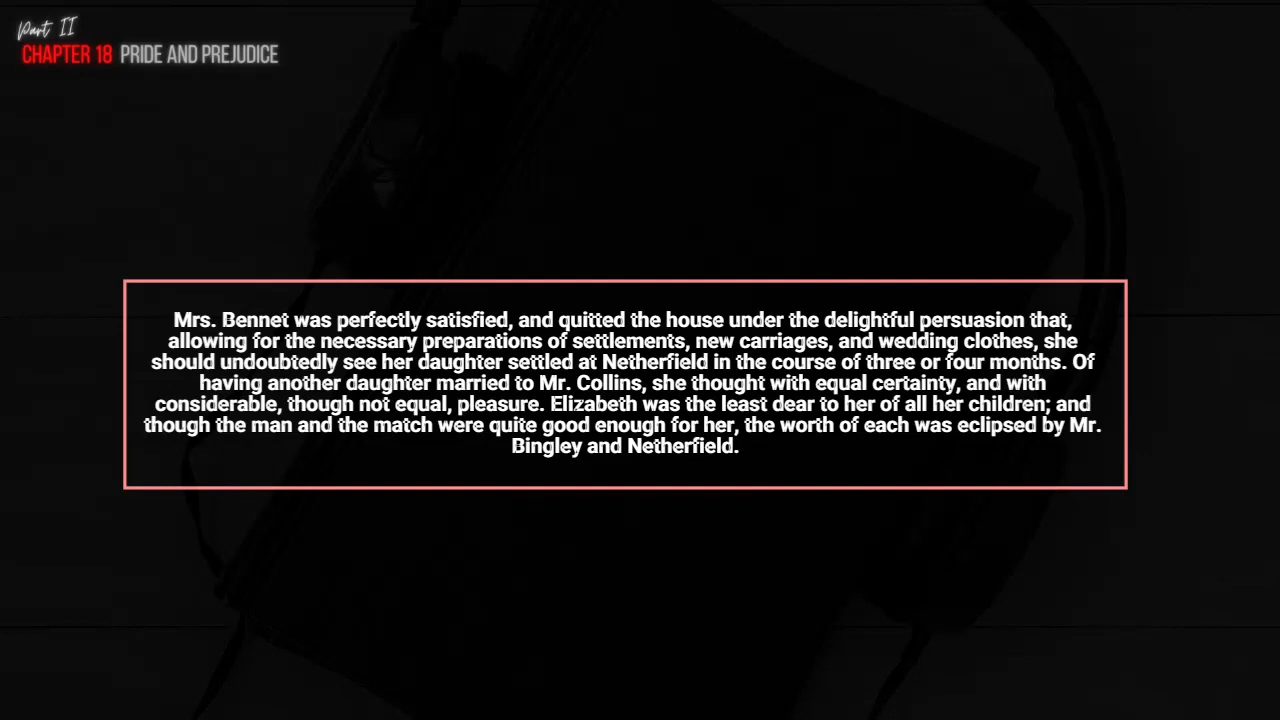 Part II
CHAPTER 18 PRIDE AND PREJUDICE
Mrs. Bennet was perfectly satisfied, and quitted the house under the delightful persuasion that,
allowing for the necessary preparations of settlements, new carriages, and wedding clothes, she
should undoubtedly see her daughter settled at Netherfield in the course of three or four months. Of
having another daughter married to Mr. Collins, she thought with equal certainty, and with
considerable, though not equal, pleasure. Elizabeth was the least dear to her of all her children; and
though the man and the match were quite good enough for her, the worth of each was eclipsed by Mr.
Bingley and Netherfield.